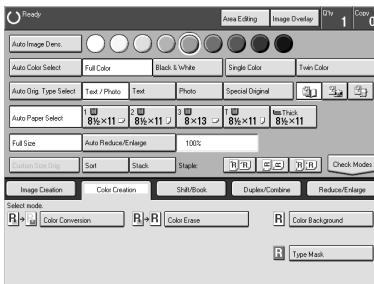 Ready
Area Editing Image Overlay Q'ty 1 Copy 0
Auto Image Dens.
Auto Color Select Full Color Black & White Single Color Twin Color
Auto Orig. Type Select Text / Photo Text Photo Special Original
Auto Paper Select 1 8½×11 2 8½×11 3 8×13 T 8½×11 Thick 8½×11
Full Size Auto Reduce/Enlarge 100%
Custom Size Orig. Sort Stack Staple: Check Modes
Image Creation Color Creation Shift/Book Duplex/Combine Reduce/Enlarge
Select mode.
R → R Color Conversion R → R Color Erase R Color Background
R Type Mask